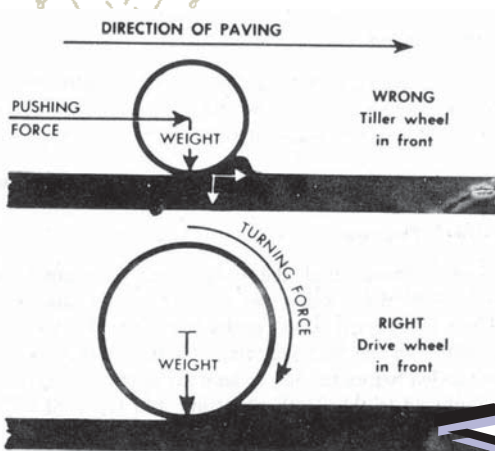 DIRECTION OF PAVING
PUSHING
FORCE
WEIGHT
WRONG
Tiller wheel
in front
TURNING FORCE
WEIGHT
RIGHT
Drive wheel
in front